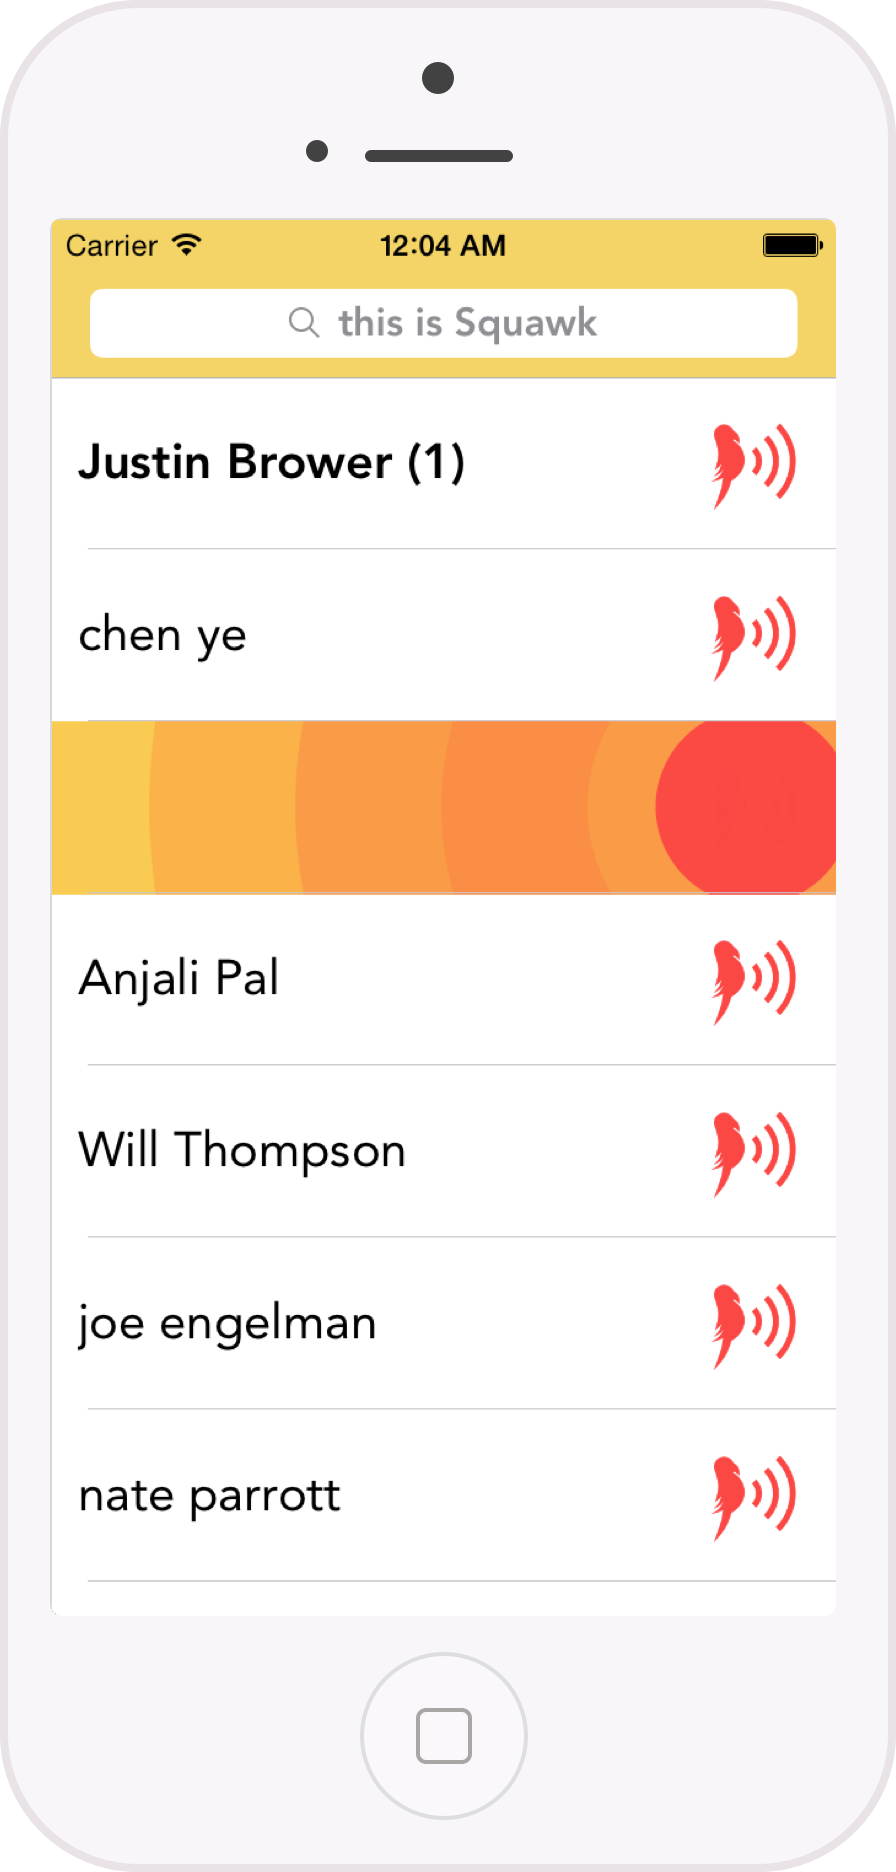 Carrier 12:04 AM
this is Squawk
Justin Brower (1)
chen ye
Anjali Pal
Will Thompson
joe engelman
nate parrott